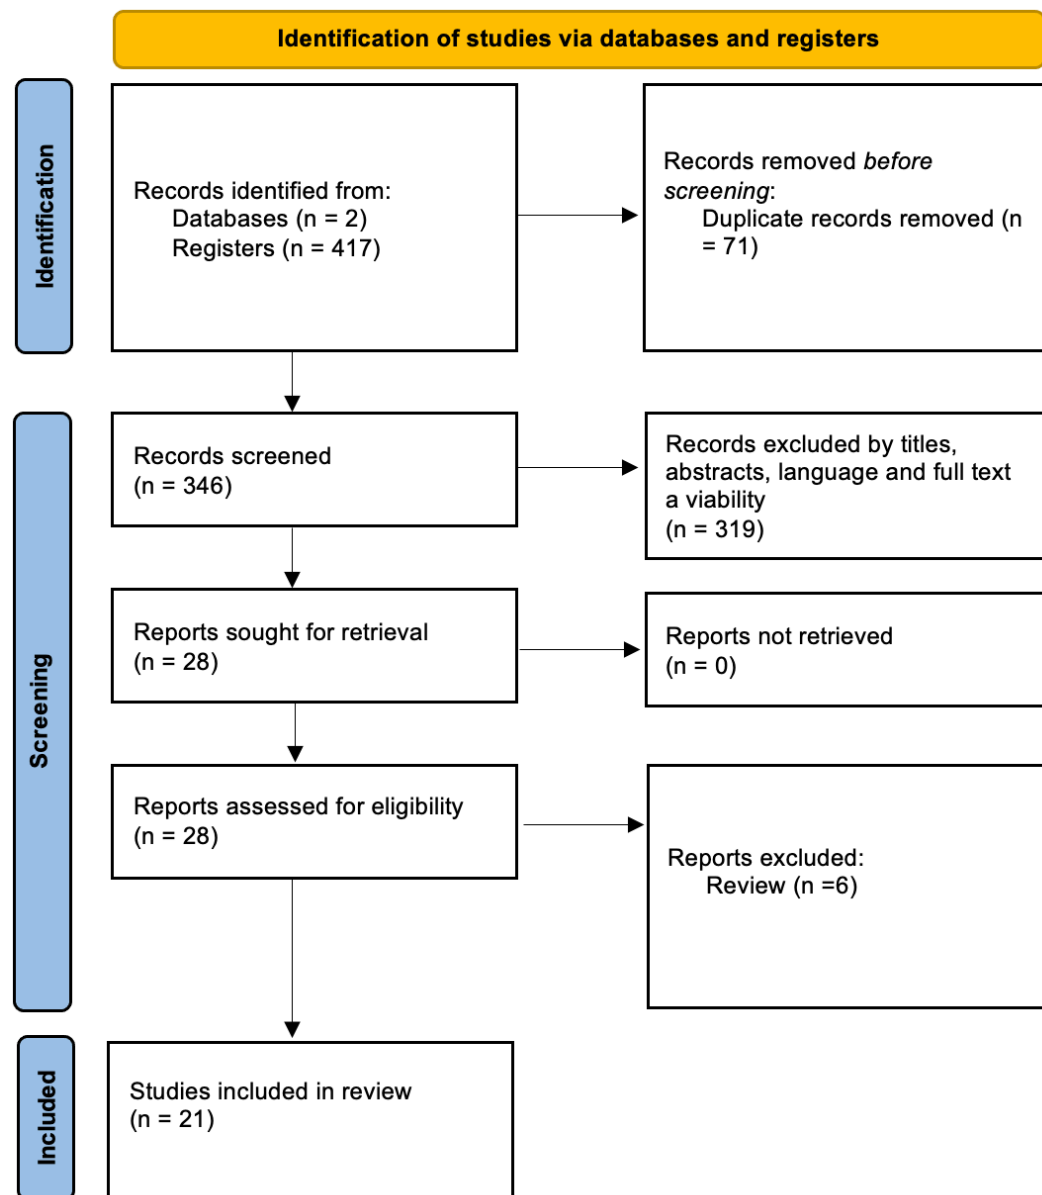 Identification of studies via databases and registers
Identification
Records identified from:
Databases (n = 2)
Registers (n = 417)
Records removed before
screening:
Duplicate records removed (n
= 71)
Screening
Records screened
(n = 346)
Records excluded by titles,
abstracts, language and full text
a viability
(n = 319)
Reports sought for retrieval
(n = 28)
Reports not retrieved
(n = 0)
Reports assessed for eligibility
(n = 28)
Reports excluded:
Review (n =6)
Included
Studies included in review
(n = 21)